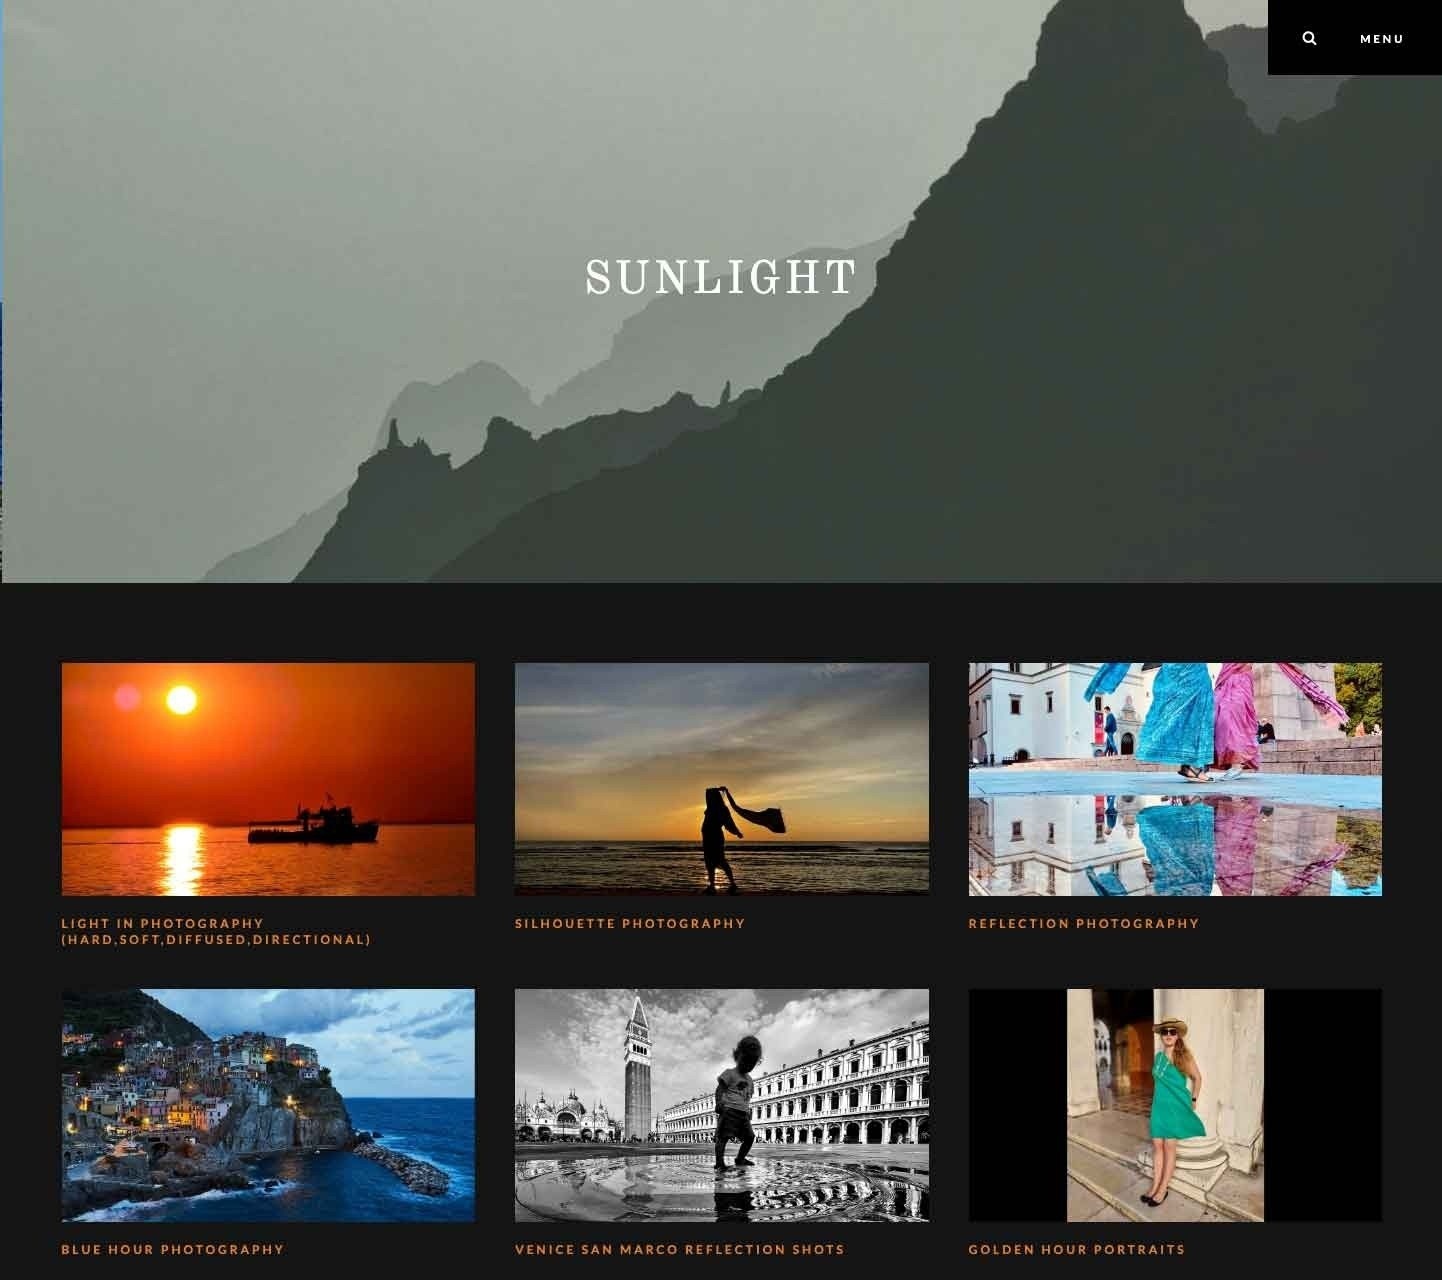 MENU
SUNLIGHT
LIGHT IN PHOTOGRAPHY
(HARD,SOFT,DIFFUSED,DIRECTIONAL)
SILHOUETTE PHOTOGRAPHY
REFLECTION PHOTOGRAPHY
BLUE HOUR PHOTOGRAPHY
VENICE SAN MARCO REFLECTION SHOTS
GOLDEN HOUR PORTRAITS